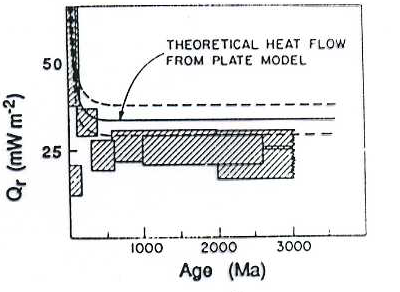 THEORETICAL HEAT FLOW
FROM PLATE MODEL
50
25
Qr (mW m-2)
1000 2000 3000
Age (Ma)